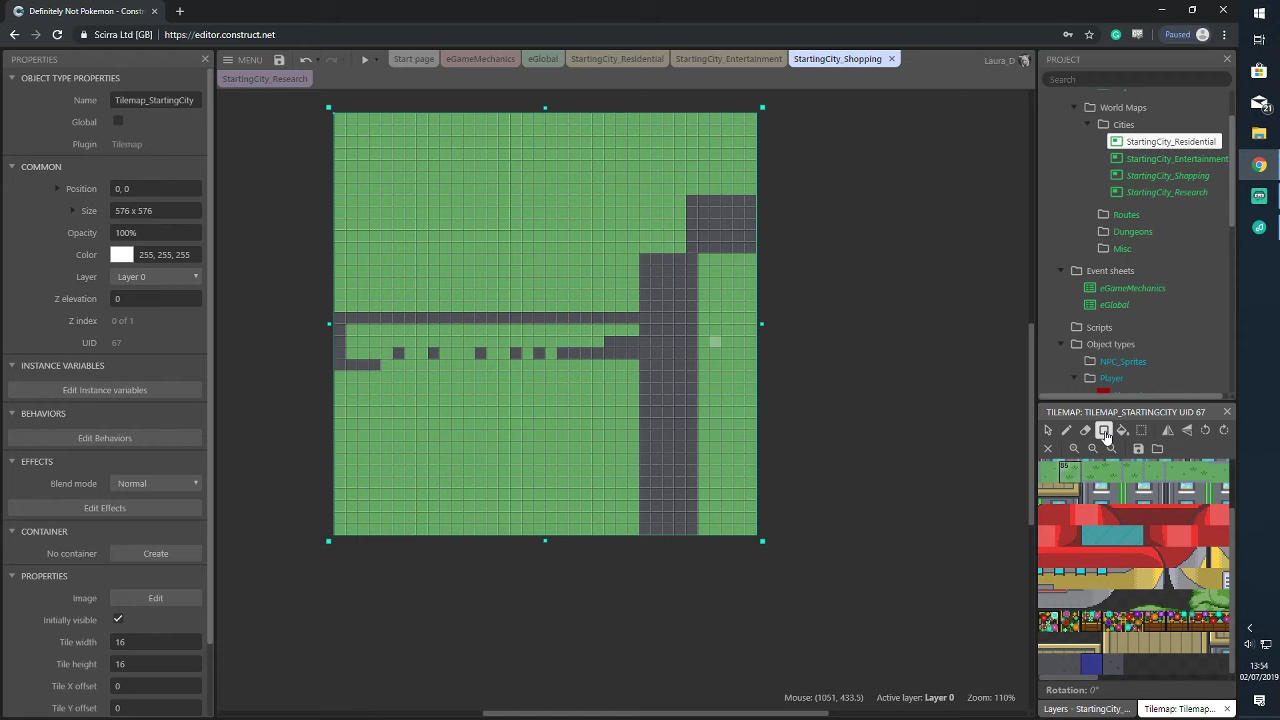 Definitely Not Pokemon - Constr
Scirra Ltd [GB] | https://editor.construct.net
Paused
PROPERTIES
MENU
Start page
eGameMechanics
eGlobal
StartingCity_Residential
StartingCity_Entertainment
StartingCity_Shopping
Laura_D
StartingCity_Research
OBJECT TYPE PROPERTIES
Name Tilemap_StartingCity
Global
Plugin Tilemap
COMMON
Position 0, 0
Size 576 x 576
Opacity 100%
Color 255, 255, 255
Layer Layer 0
Z elevation 0
Z index 0 of 1
UID 67
INSTANCE VARIABLES
Edit Instance variables
BEHAVIORS
Edit Behaviors
EFFECTS
Blend mode Normal
Edit Effects
CONTAINER
No container Create
PROPERTIES
Image Edit
Initially visible
Tile width 16
Tile height 16
Tile X offset 0
Tile Y offset 0
Mouse: (1051, 433.5) Active layer: Layer 0 Zoom: 110%
PROJECT
Search
World Maps
Cities
StartingCity_Residential
StartingCity_Entertainment
StartingCity_Shopping
StartingCity_Research
Routes
Dungeons
Misc
Event sheets
eGameMechanics
eGlobal
Scripts
Object types
NPC_Sprites
Player
TILEMAP: TILEMAP_STARTINGCITY UID 67
85
Rotation: 0°
Layers - StartingCity_...
Tilemap: Tilemap...
21
13:54
02/07/2019